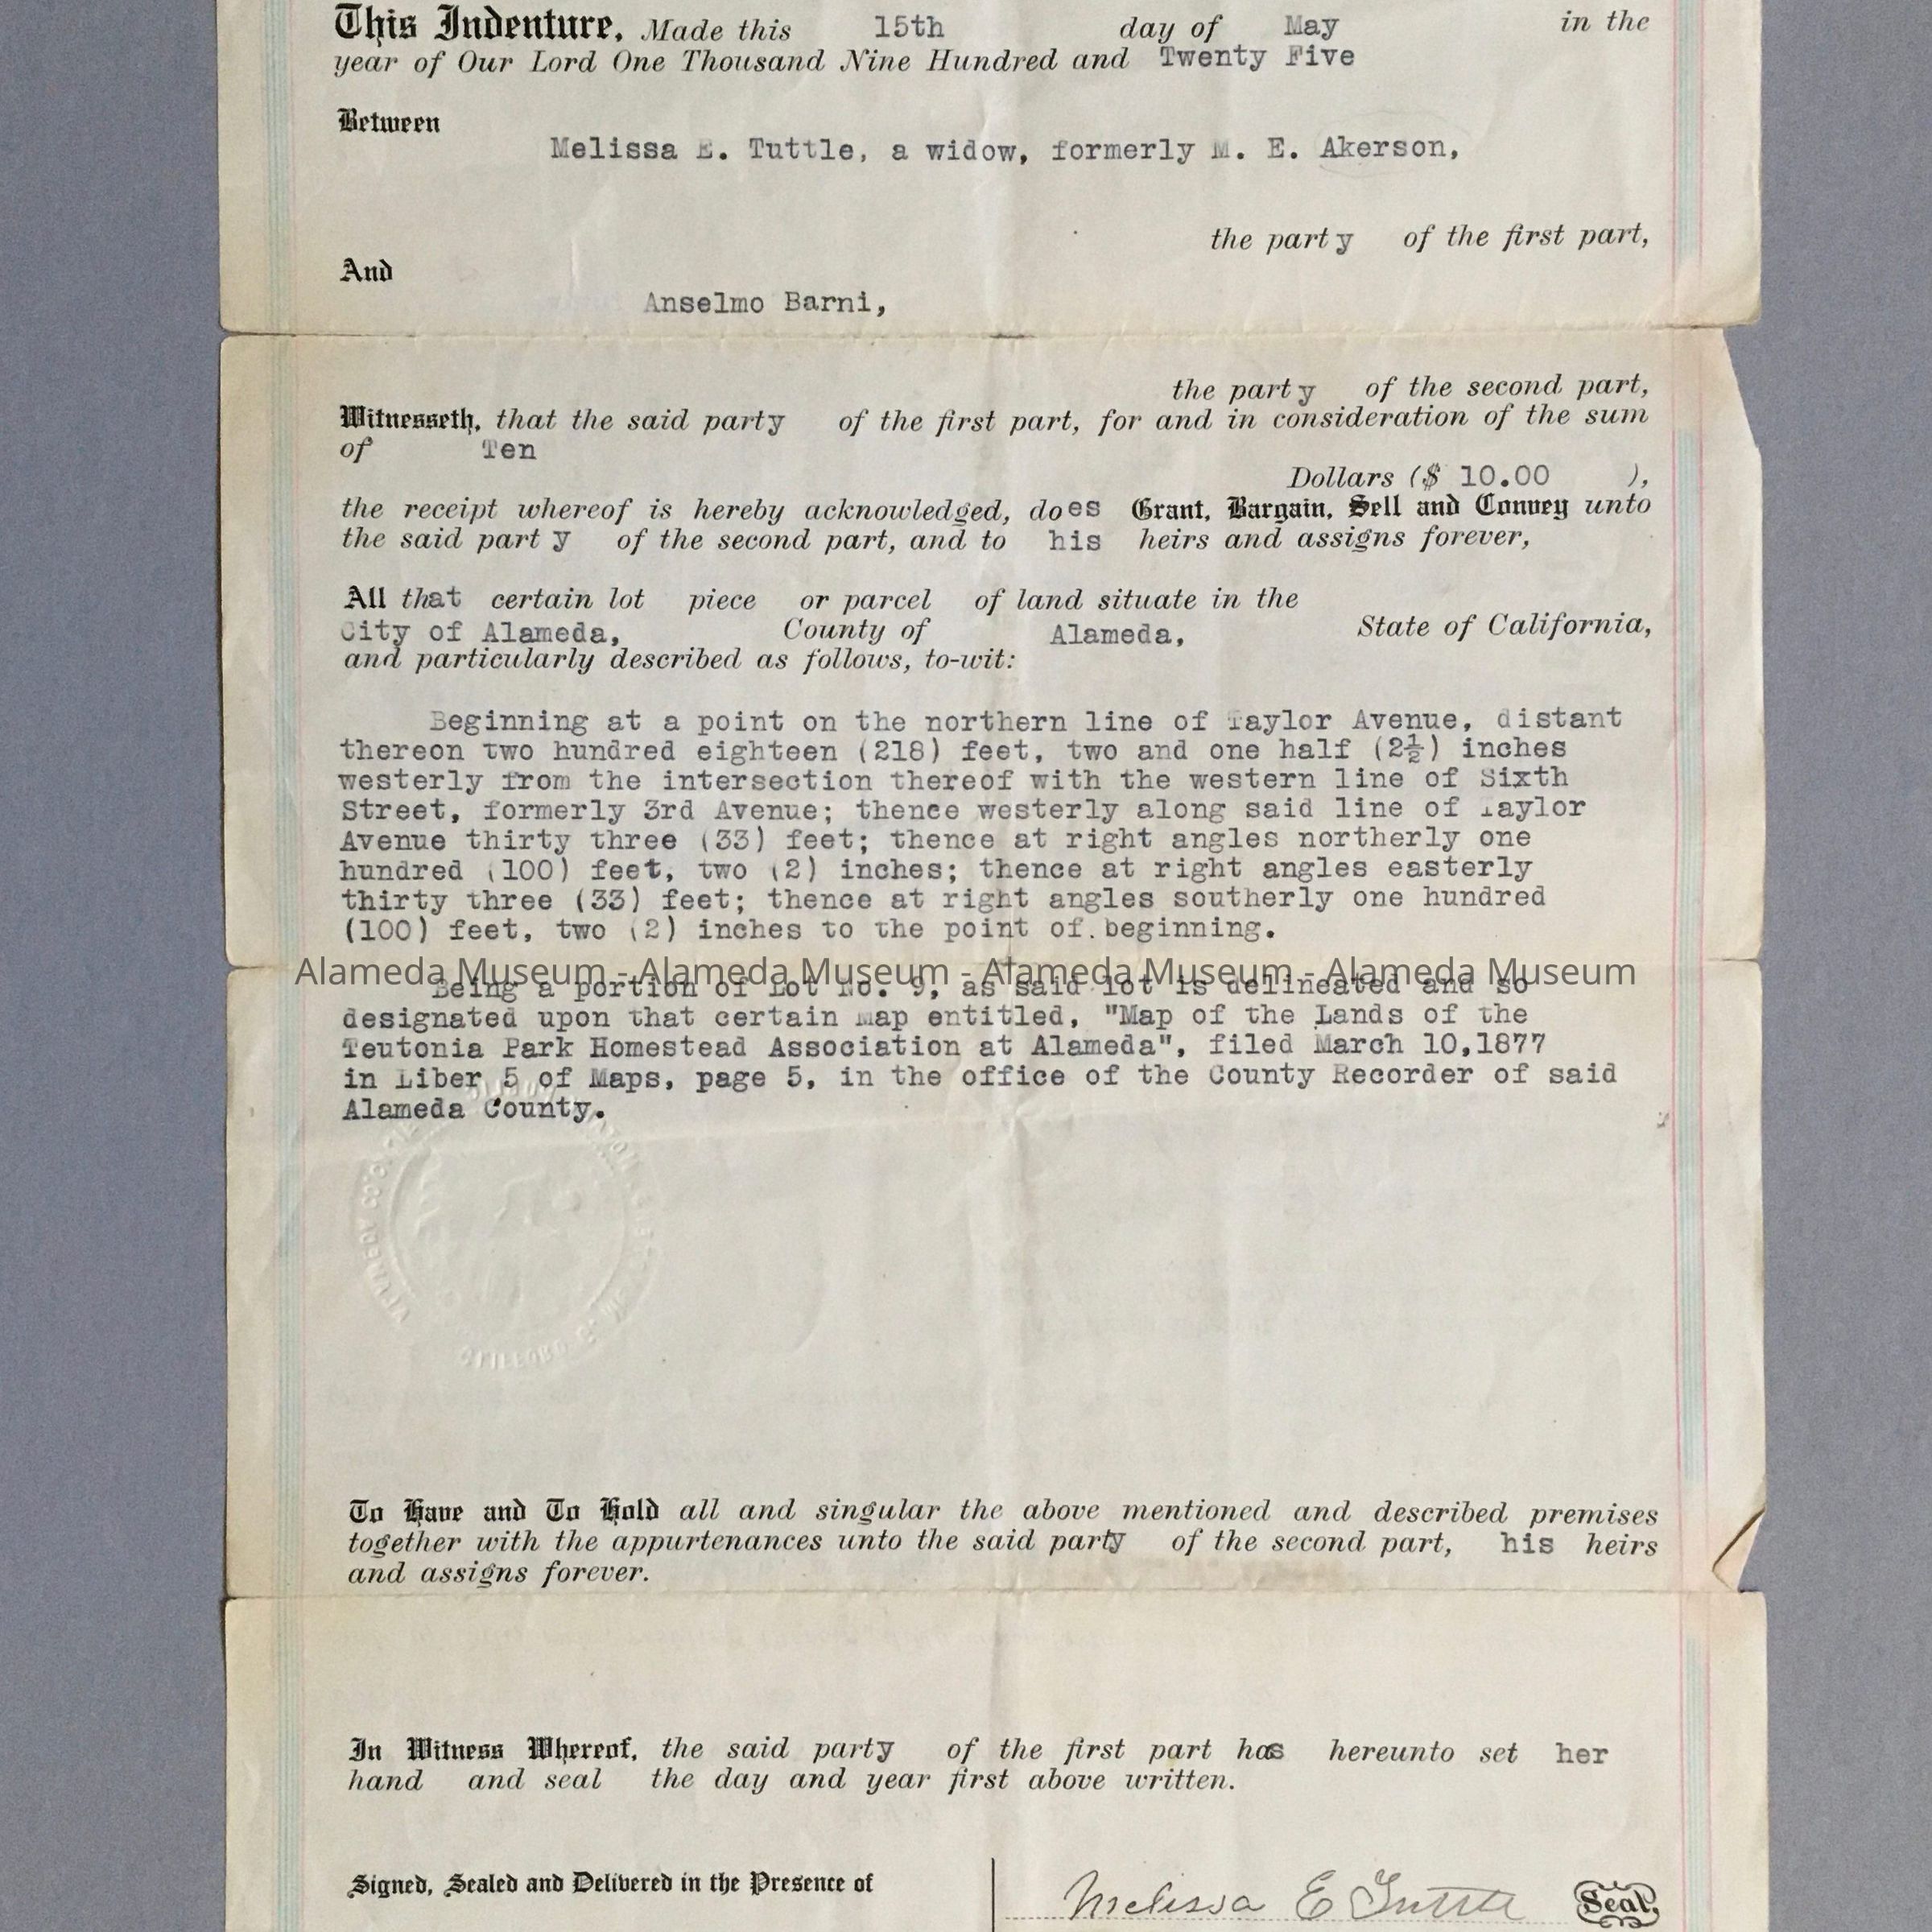 This Indenture, Made this 15th day of May in the
year of Our Lord One Thousand Nine Hundred and Twenty Five
Between
Melissa E. Tuttle, a widow, formerly M. E. Akerson,
the party of the first part,
And
Anselmo Barni,
the party of the second part,
Witnesseth, that the said party of the first part, for and in consideration of the sum
of Ten
Dollars ($ 10.00 ),
the receipt whereof is hereby acknowledged, does Grant, Bargain, Sell and Convey unto
the said party of the second part, and to his heirs and assigns forever,
All that certain lot piece or parcel of land situate in the
City of Alameda, County of Alameda, State of California,
and particularly described as follows, to-wit:
Beginning at a point on the northern line of Taylor Avenue, distant
thereon two hundred eighteen (218) feet, two and one half (2½) inches
westerly from the intersection thereof with the western line of Sixth
Street, formerly 3rd Avenue; thence westerly along said line of Taylor
Avenue thirty three (33) feet; thence at right angles northerly one
hundred (100) feet, two (2) inches; thence at right angles easterly
thirty three (33) feet; thence at right angles southerly one hundred
(100) feet, two (2) inches to the point of.beginning.
Alameda Museum - Alameda Museum - Alameda Museum - Alameda Museum
Being a portion of Lot No. 9, as said lot is delineated and so
designated upon that certain Map entitled, "Map of the Lands of the
Teutonia Park Homestead Association at Alameda", filed March 10,1877
in Liber 5 of Maps, page 5, in the office of the County Recorder of said
Alameda County.
To Have and To Hold all and singular the above mentioned and described premises
together with the appurtenances unto the said party of the second part, his heirs
and assigns forever.
In Witness Whereof, the said party of the first part has hereunto set her
hand and seal the day and year first above written.
Signed, Sealed and Delivered in the Presence of
Melissa E Tuttle Seal